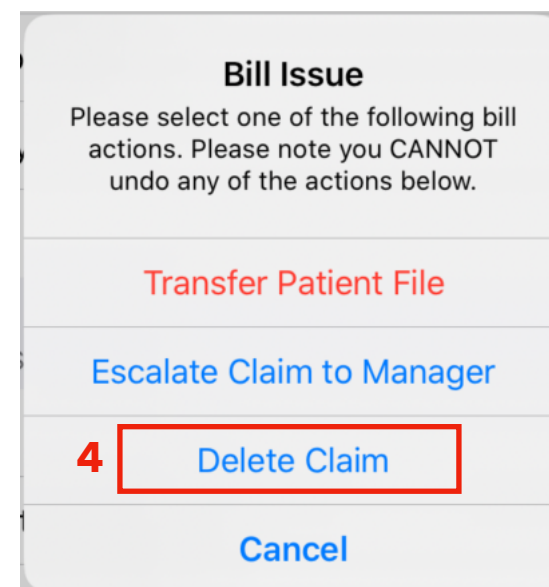 Bill Issue
Please select one of the following bill
actions. Please note you CANNOT
undo any of the actions below.
Transfer Patient File
Escalate Claim to Manager
4 Delete Claim
Cancel